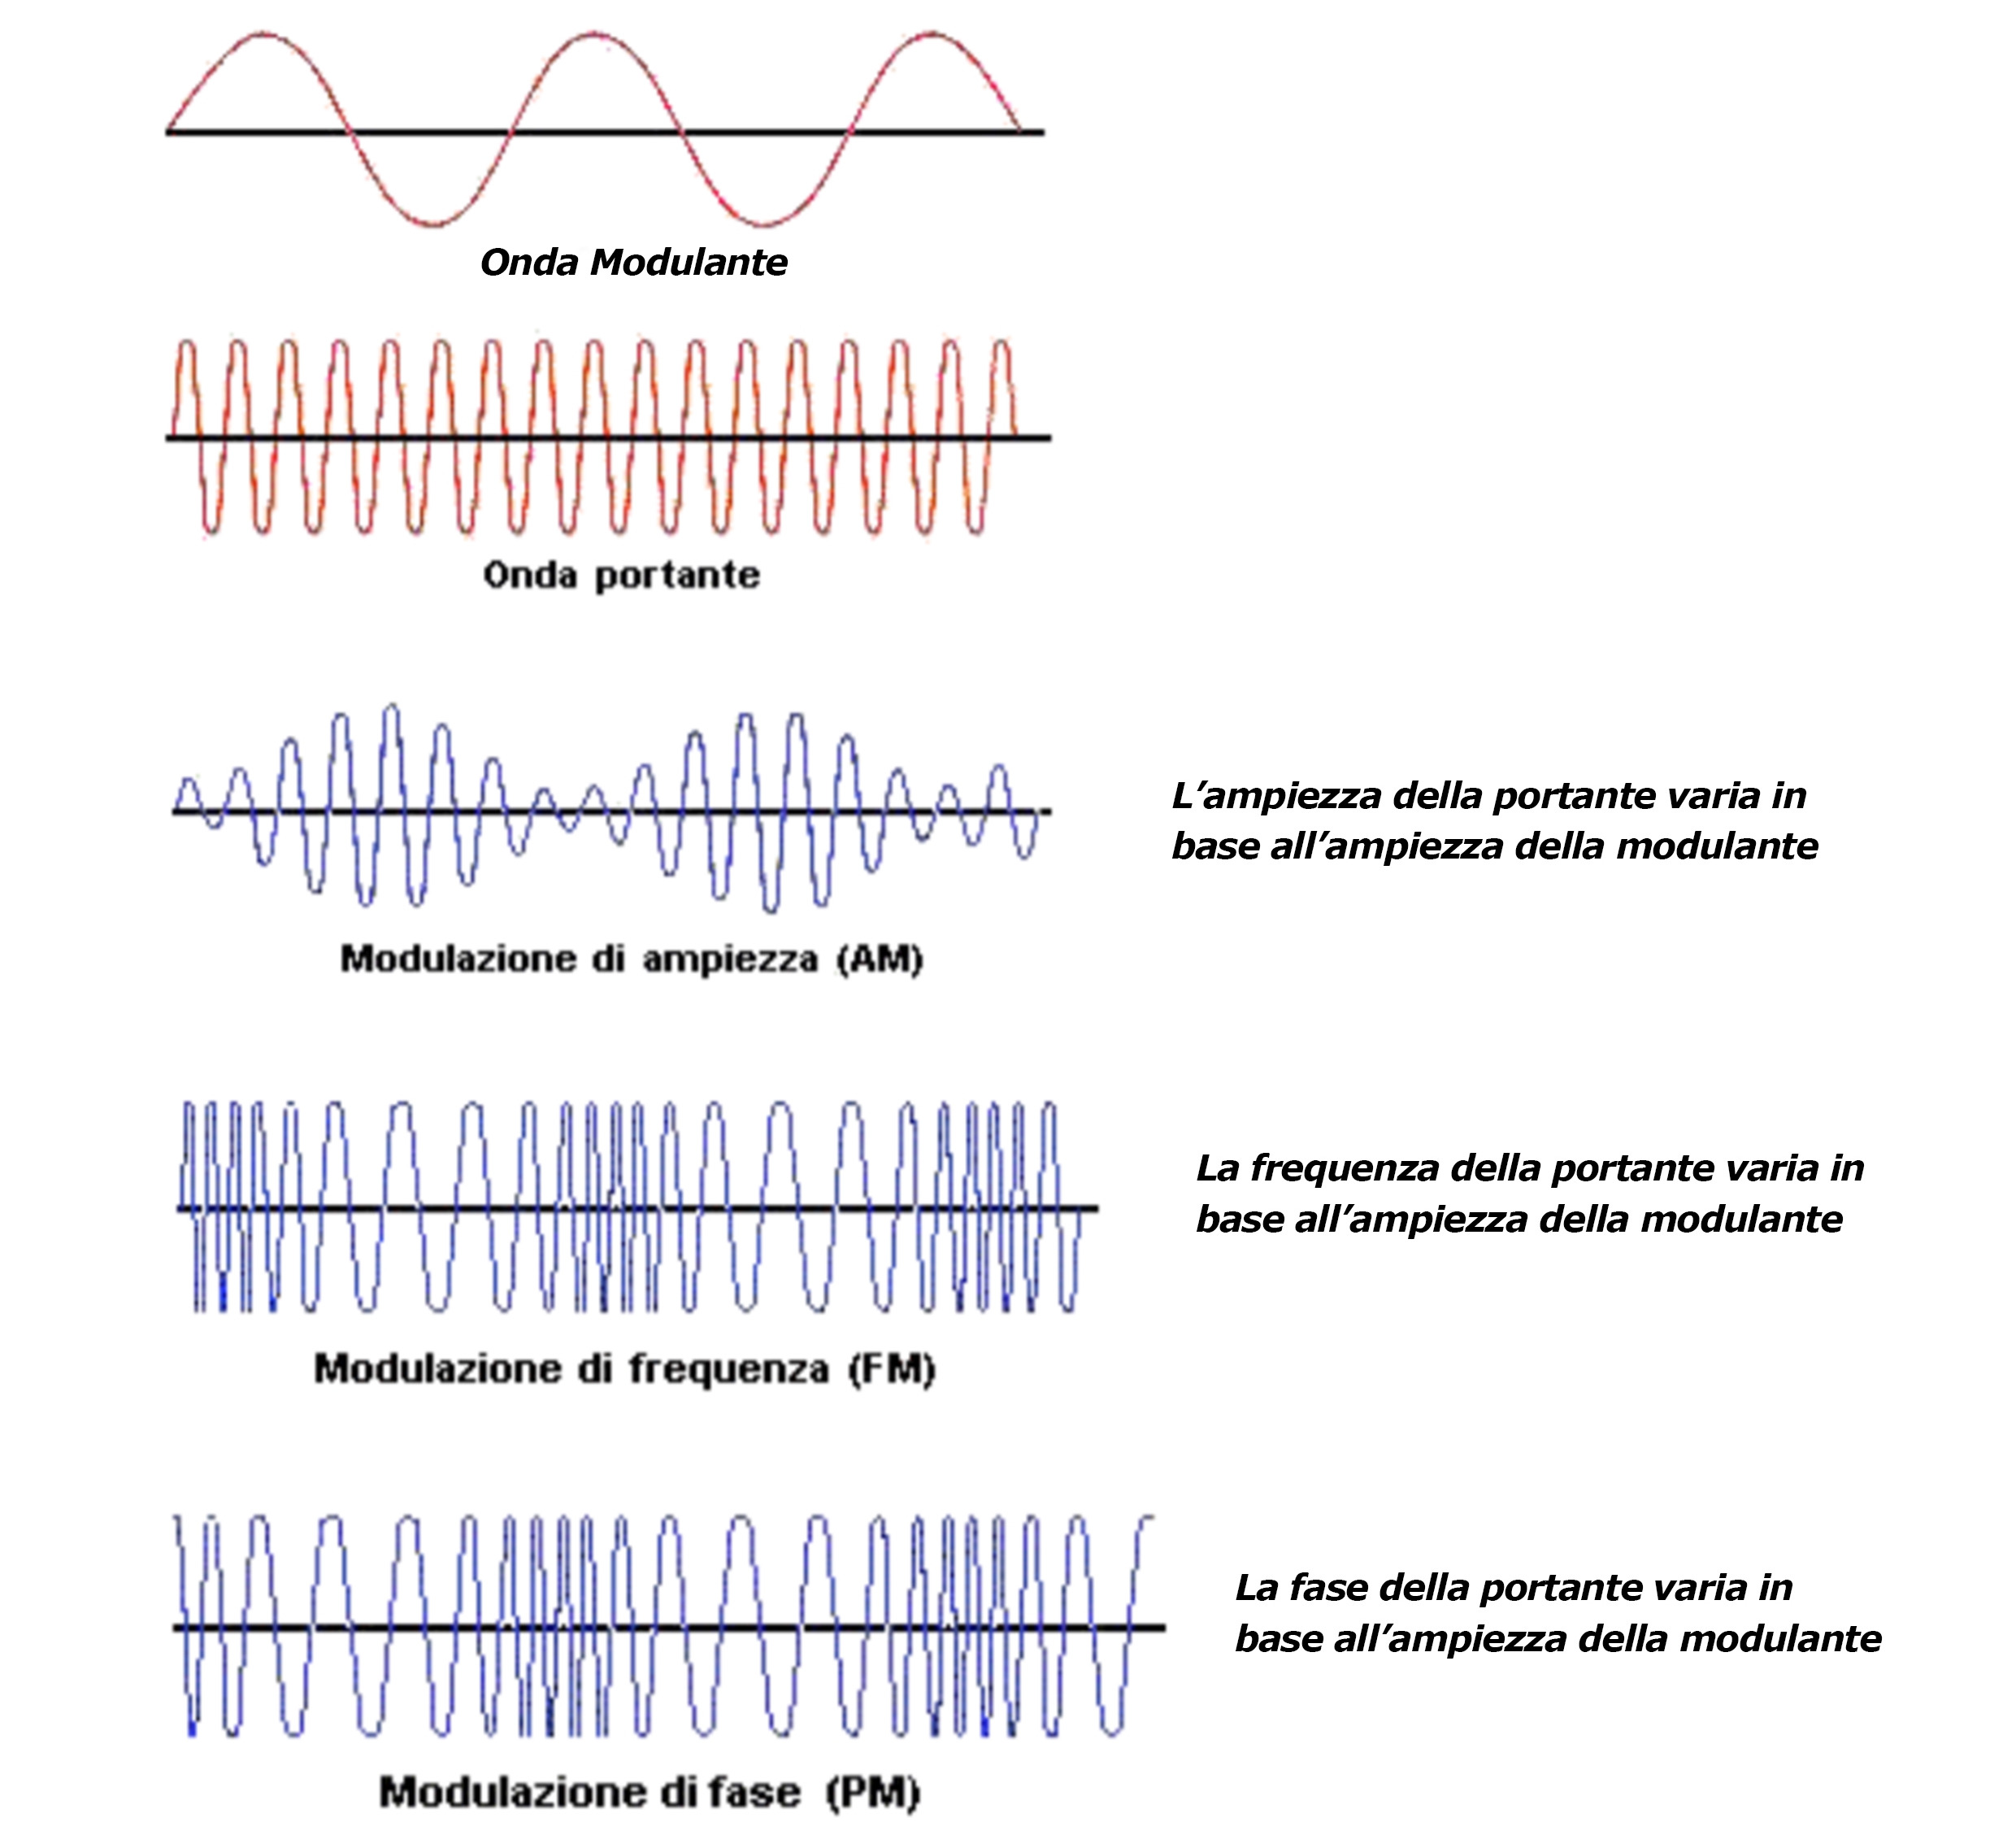 Onda Modulante
Onda portante
L’ampiezza della portante varia in
base all’ampiezza della modulante
Modulazione di ampiezza (AM)
La frequenza della portante varia in
base all’ampiezza della modulante
Modulazione di frequenza (FM)
La fase della portante varia in
base all’ampiezza della modulante
Modulazione di fase (PM)